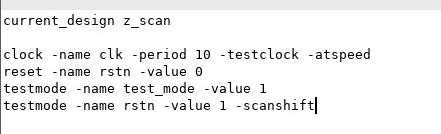 current_design z_scan
clock -name clk -period 10 -testclock -atspeed
reset -name rstn -value 0
testmode -name test_mode -value 1
testmode -name rstn -value 1 -scanshift